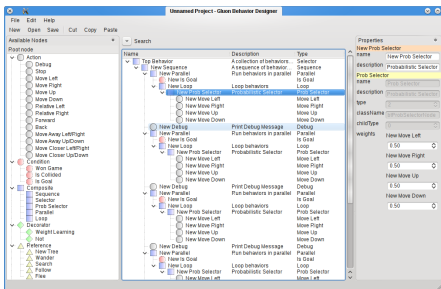 Unnamed Project - Gluon Behavior Designer
File Edit Help
New Open Save Cut Copy Paste
Available Nodes
Root node
Action
Debug
Stop
Move Left
Move Right
Move Up
Move Down
Relative Left
Relative Right
Forward
Back
Move Away Left/Right
Move Away Up/Down
Move Closer Left/Right
Move Closer Up/Down
Condition
Won Game
Is Collided
Is Goal
Composite
Sequence
Selector
Prob Selector
Parallel
Loop
Decorator
Weight Learning
Not
Reference
New Tree
Wander
Search
Follow
Flee
Search
Name Description Type
Top Behavior A collection of behaviors... Selector
New Sequence A sequence of behavior... Sequence
New Parallel Run behaviors in parallel Parallel
New Is Goal Is Goal
New Loop Loop behaviors Loop
New Prob Selector Probabilistic Selector Prob Selector
New Move Left Move Left
New Move Right Move Right
New Move Up Move Up
New Move Down Move Down
New Debug Print Debug Message Debug
New Parallel Run behaviors in parallel Parallel
New Is Goal Is Goal
New Loop Loop behaviors Loop
New Prob Selector Probabilistic Selector Prob Selector
New Move Left Move Left
New Move Right Move Right
New Move Up Move Up
New Move Down Move Down
New Debug Print Debug Message Debug
New Parallel Run behaviors in parallel Parallel
New Is Goal Is Goal
New Loop Loop behaviors Loop
New Prob Selector Probabilistic Selector Prob Selector
New Move Left Move Left
New Move Right Move Right
New Move Up Move Up
New Move Down Move Down
New Debug Print Debug Message Debug
New Parallel Run behaviors in parallel Parallel
New Is Goal Is Goal
New Loop Loop behaviors Loop
New Prob Selector Probabilistic Selector Prob Selector
New Move Left Move Left
Properties
New Prob Selector
name New Prob Selector
description Probabilistic Selector
Prob Selector
name Prob Selector
description Probabilistic Selector
type
className
childType
weights New Move Left
0.50
New Move Right
0.50
New Move Up
0.50
New Move Down
0.50